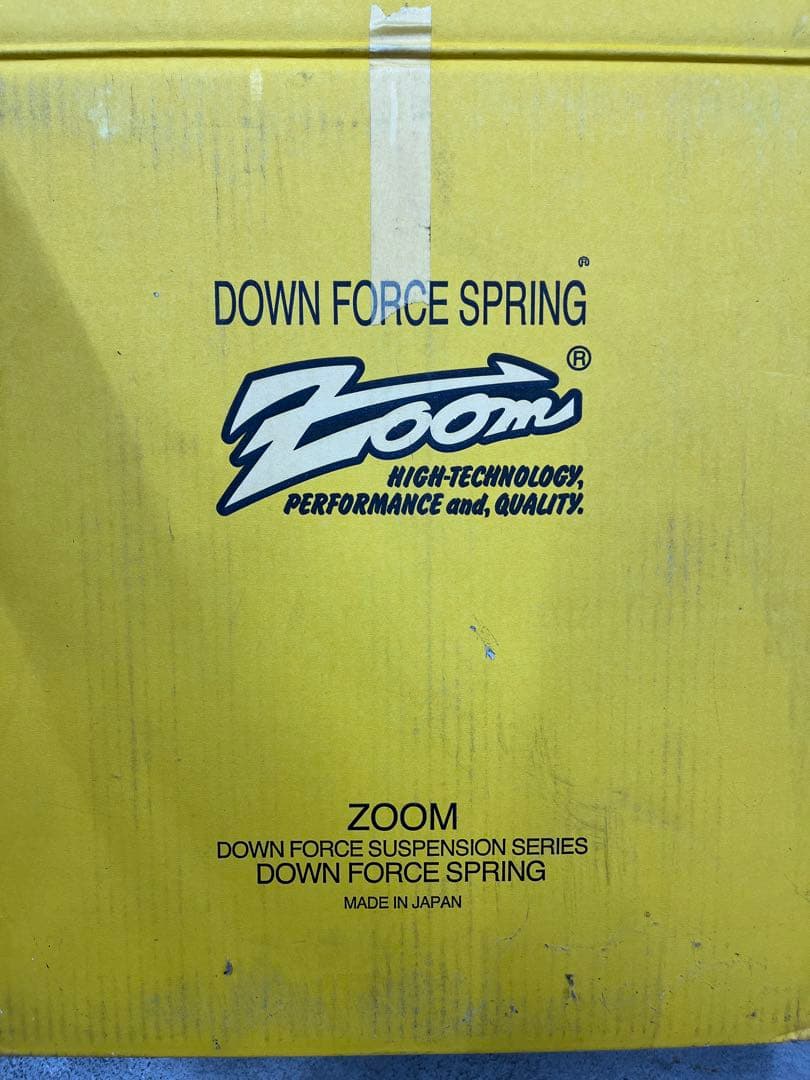 DOWN FORCE SPRING®
Zoom®
HIGH-TECHNOLOGY,
PERFORMANCE and, QUALITY.
ZOOM
DOWN FORCE SUSPENSION SERIES
DOWN FORCE SPRING
MADE IN JAPAN